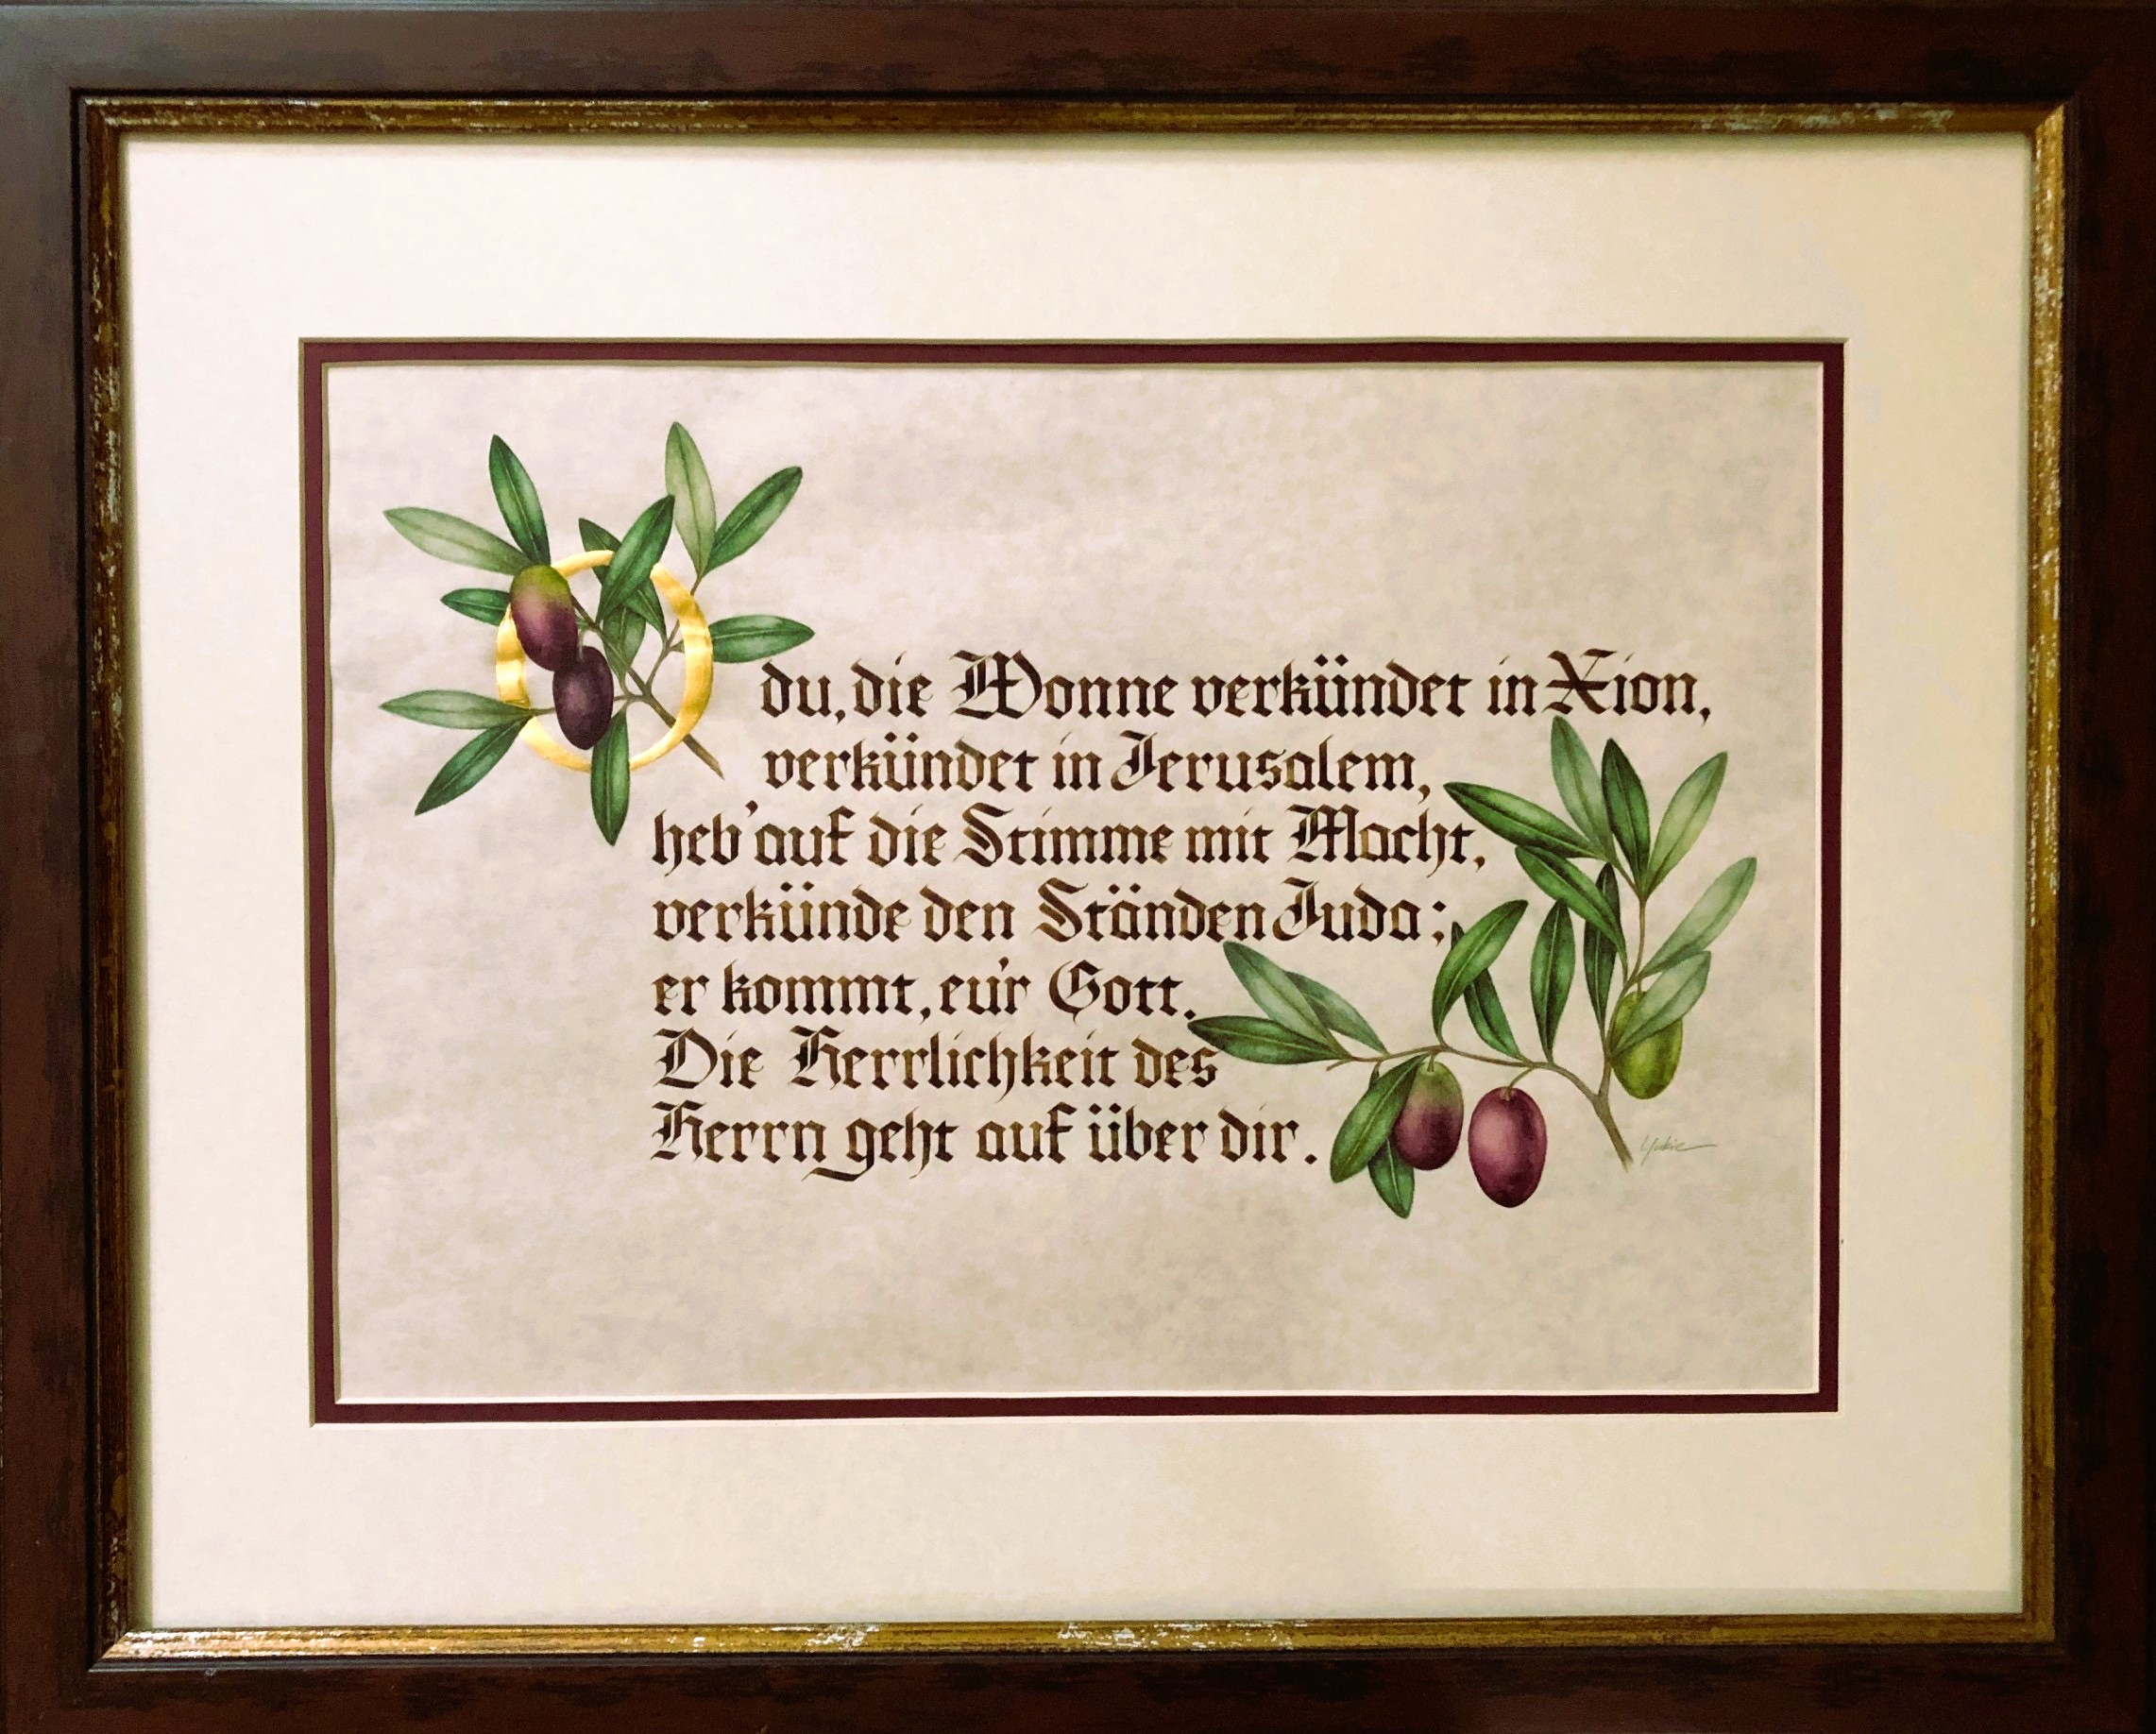 O du, die Wonne verkündet in Zion,
verkündet in Jerusalem,
heb' auf die Stimme mit Macht,
verkünde den Ständen Juda;
er kommt, eu'r Gott.
Die Herrlichkeit des
Herrn geht auf über dir.
Yukie